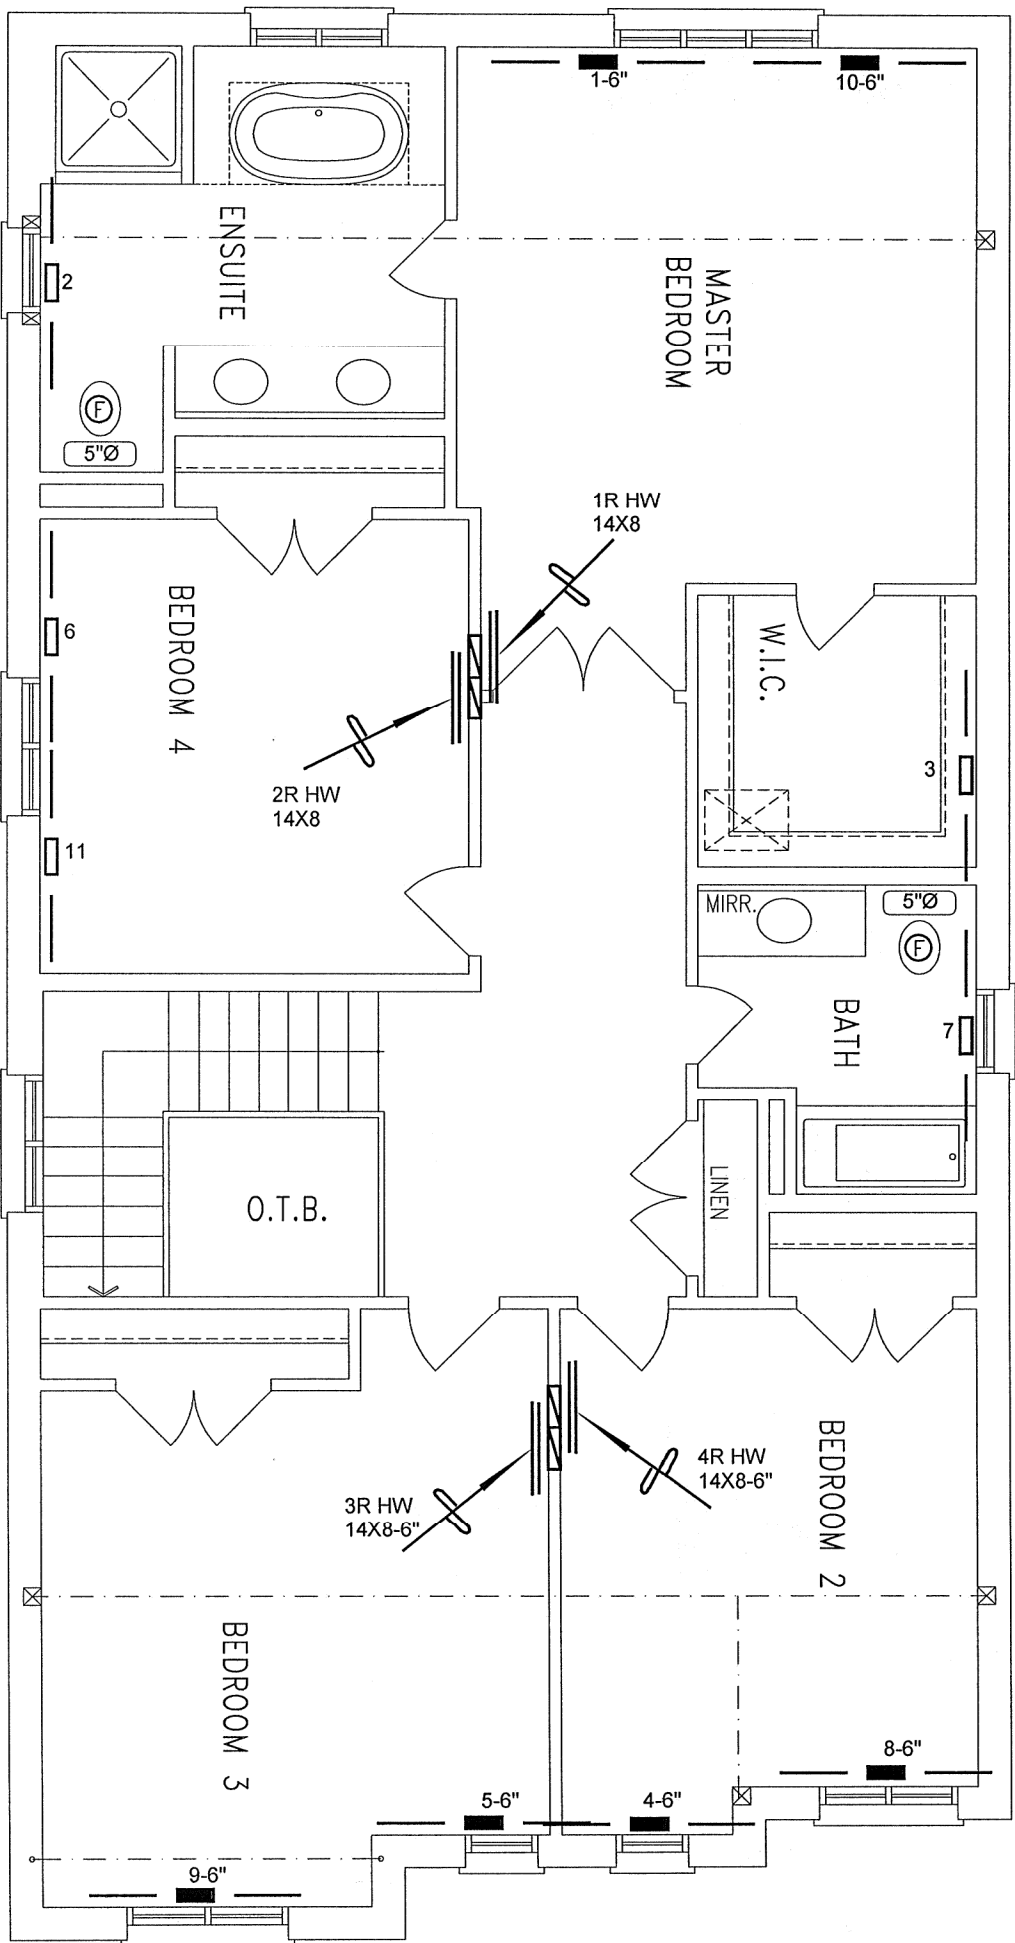 1-6"
10-6"
ENSUITE
2
MASTER
BEDROOM
F
5"Ø
1R HW
14X8
BEDROOM 4
6
W.I.C.
3
2R HW
14X8
11
MIRR.
5"Ø
F
BATH
7
LINEN
O.T.B.
BEDROOM 2
4R HW
14X8-6"
3R HW
14X8-6"
BEDROOM 3
8-6"
5-6"
4-6"
9-6"